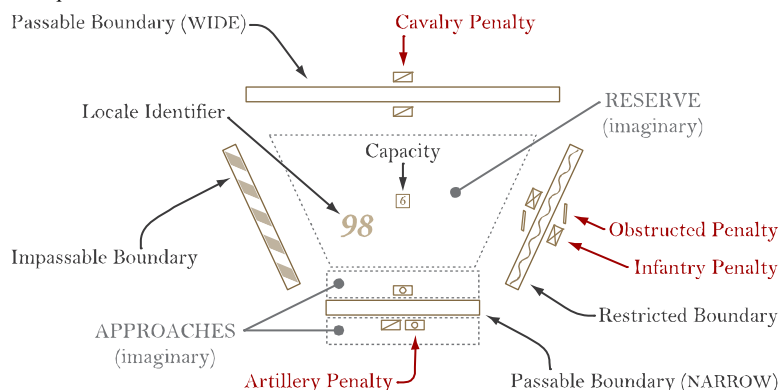 Passable Boundary (WIDE)
Cavalry Penalty
Locale Identifier
RESERVE
(imaginary)
Capacity
6
98
Obstructed Penalty
Impassable Boundary
Infantry Penalty
Restricted Boundary
APPROACHES
(imaginary)
Artillery Penalty
Passable Boundary (NARROW)